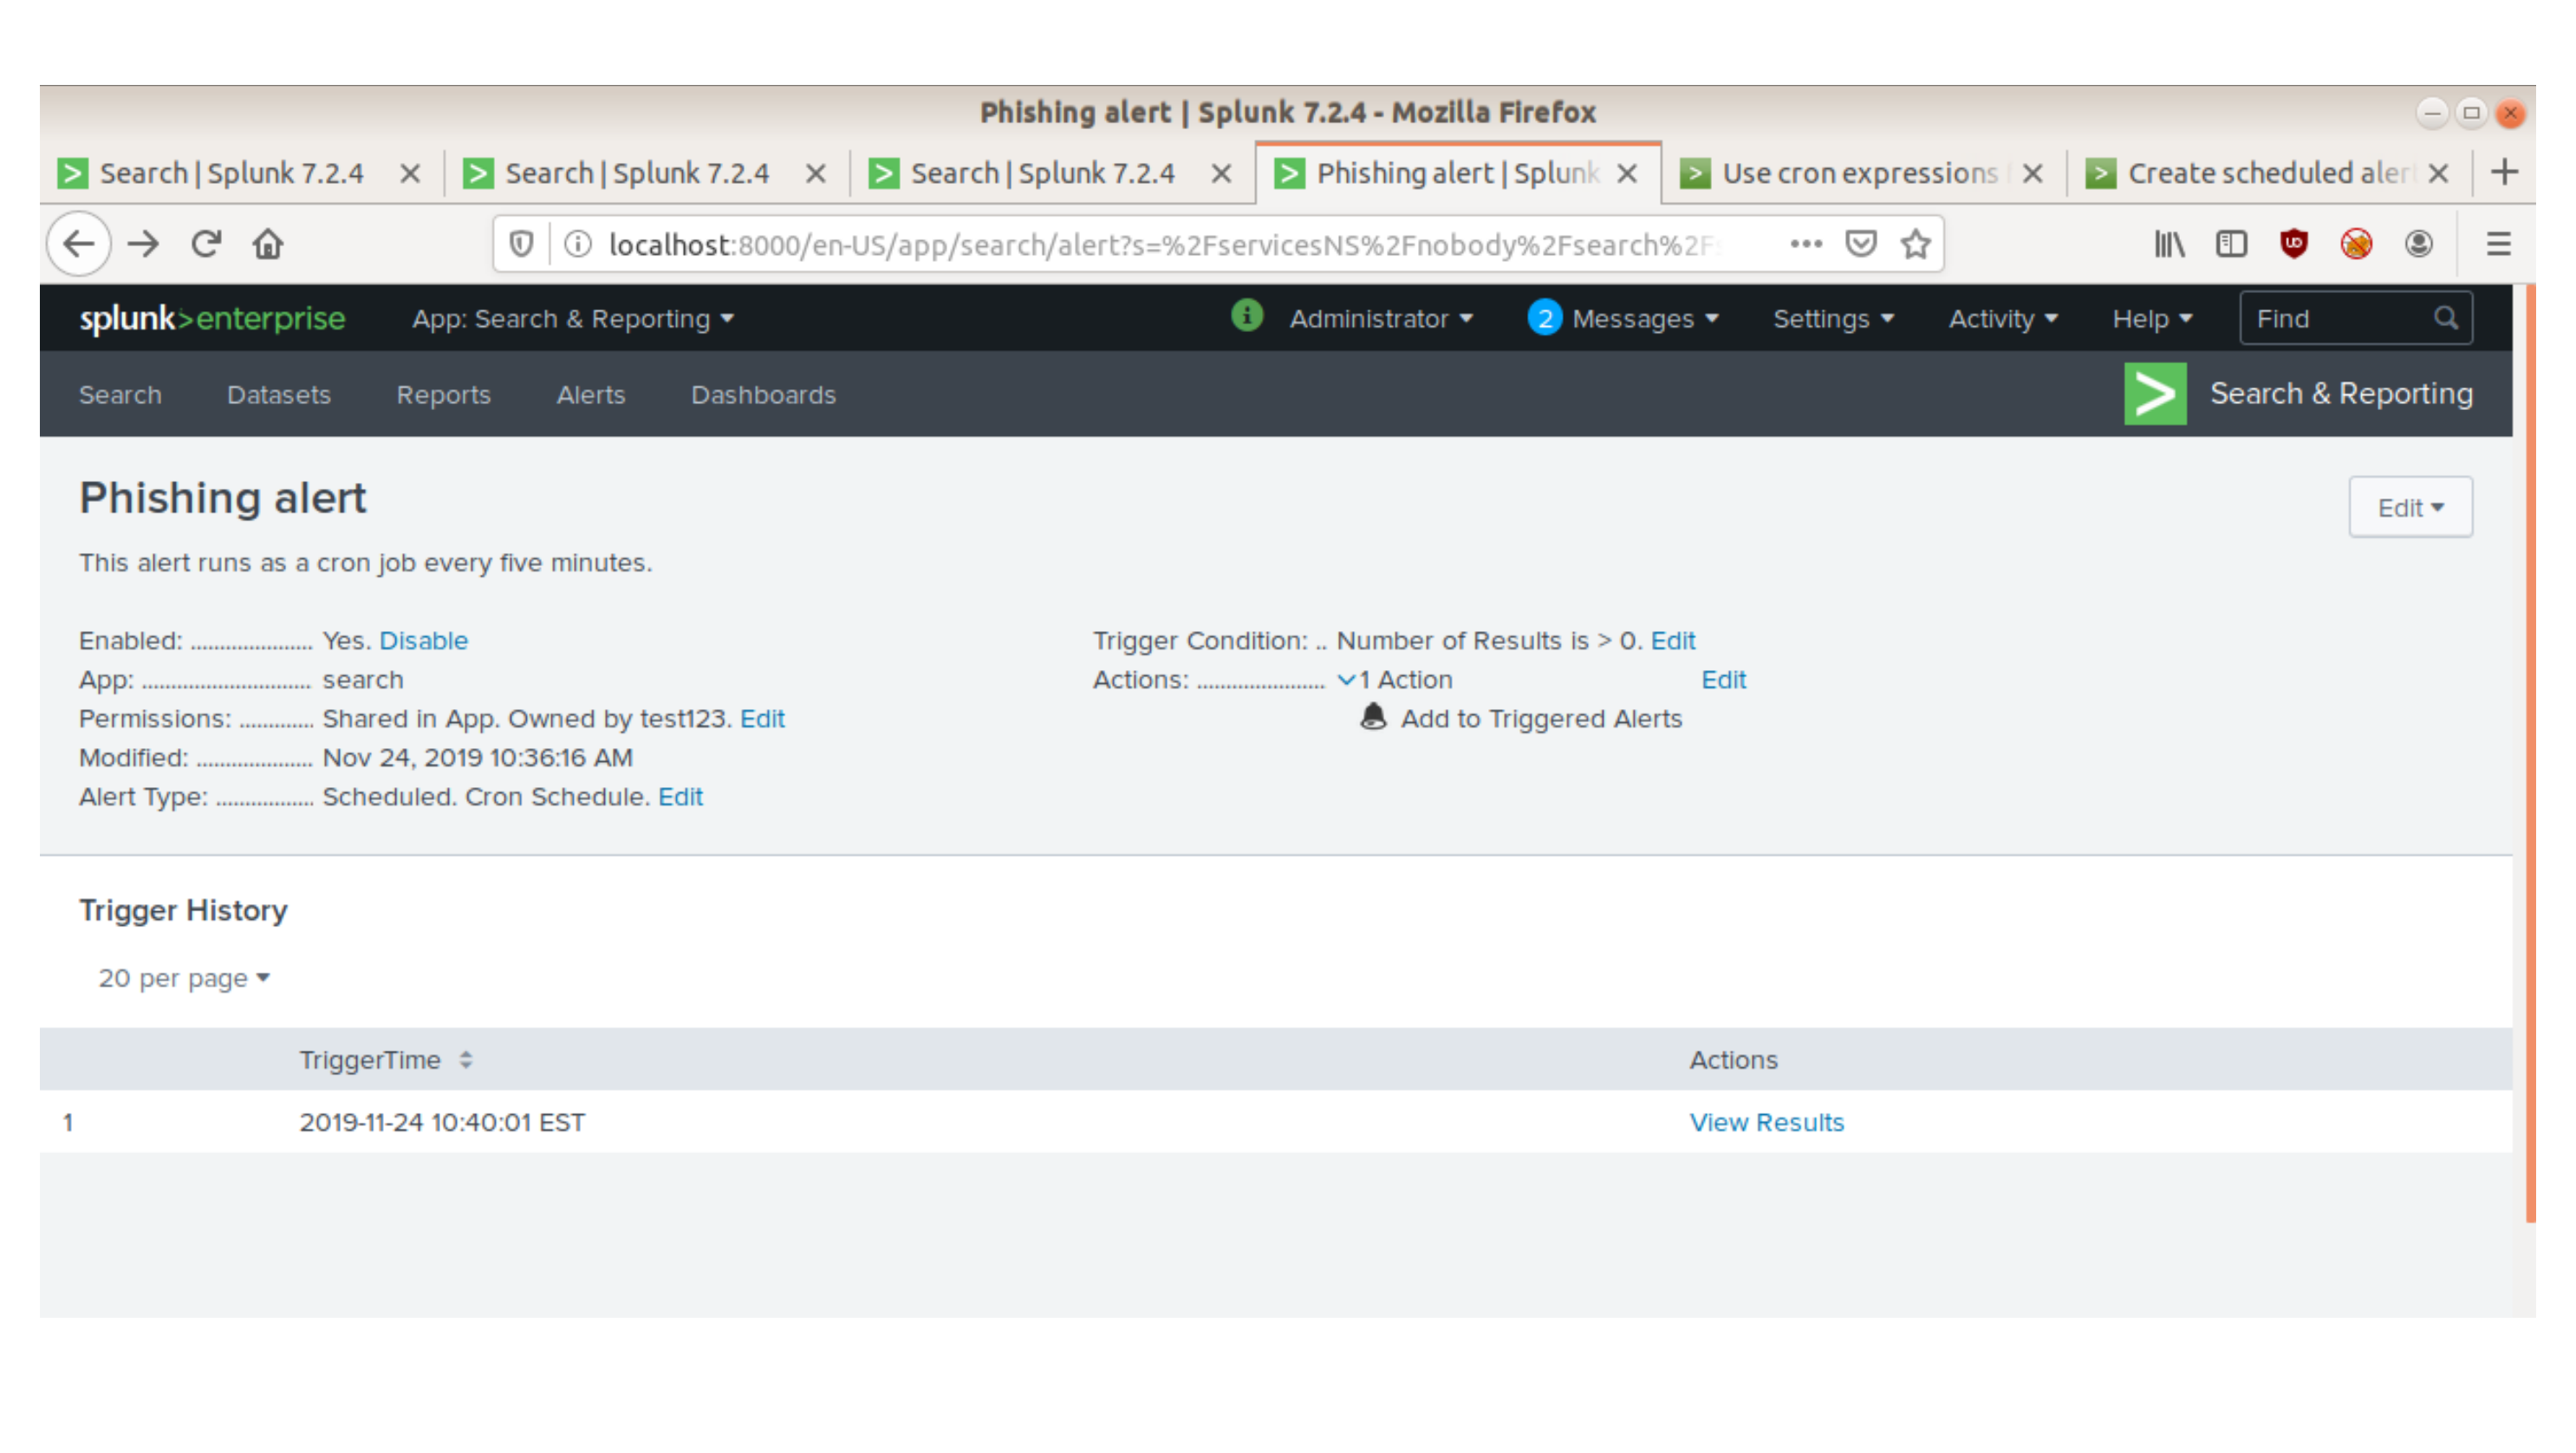 Phishing alert | Splunk 7.2.4 - Mozilla Firefox
Search | Splunk 7.2.4 Search | Splunk 7.2.4 Search | Splunk 7.2.4 Phishing alert | Splunk Use cron expressions Create scheduled aler
localhost:8000/en-US/app/search/alert?s=%2FservicesNS%2Fnobody%2Fsearch%2F
splunk>enterprise App: Search & Reporting Administrator 2 Messages Settings Activity Help Find
Search Datasets Reports Alerts Dashboards Search & Reporting
Phishing alert
Edit
This alert runs as a cron job every five minutes.
Enabled: ..................... Yes. Disable
App: ............................. search
Permissions: ............. Shared in App. Owned by test123. Edit
Modified: .................... Nov 24, 2019 10:36:16 AM
Alert Type: ................. Scheduled. Cron Schedule. Edit
Trigger Condition: .. Number of Results is > 0. Edit
Actions: ...................... 1 Action Edit
Add to Triggered Alerts
Trigger History
20 per page
TriggerTime Actions
1 2019-11-24 10:40:01 EST View Results